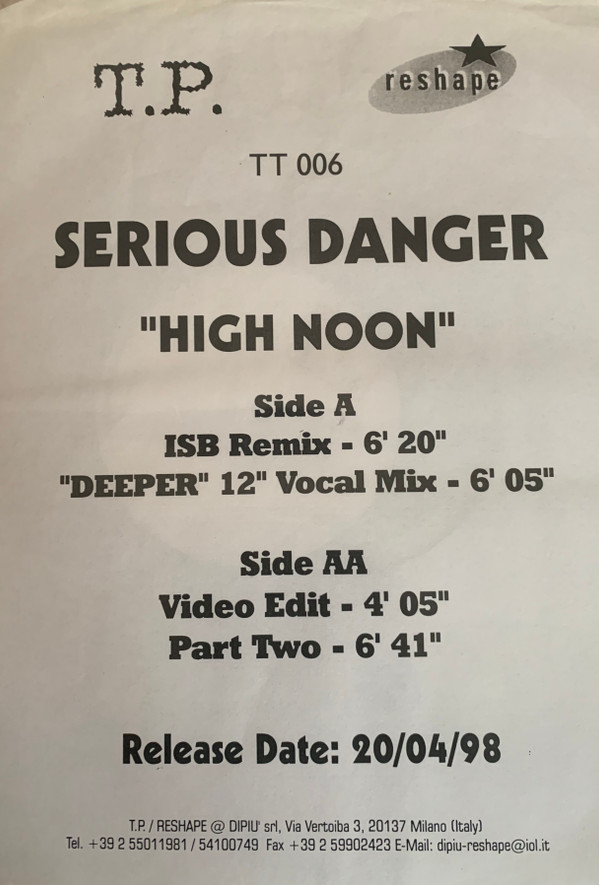 T.P.
reshape
TT 006
SERIOUS DANGER
"HIGH NOON"
Side A
ISB Remix - 6' 20"
"DEEPER" 12" Vocal Mix - 6' 05"
Side AA
Video Edit - 4' 05"
Part Two - 6' 41"
Release Date: 20/04/98
T.P. / RESHAPE @ DIPIU' srl, Via Vertoiba 3, 20137 Milano (Italy)
Tel. +39 2 55011981 / 54100749 Fax +39 2 59902423 E-Mail: dipiu-reshape@iol.it